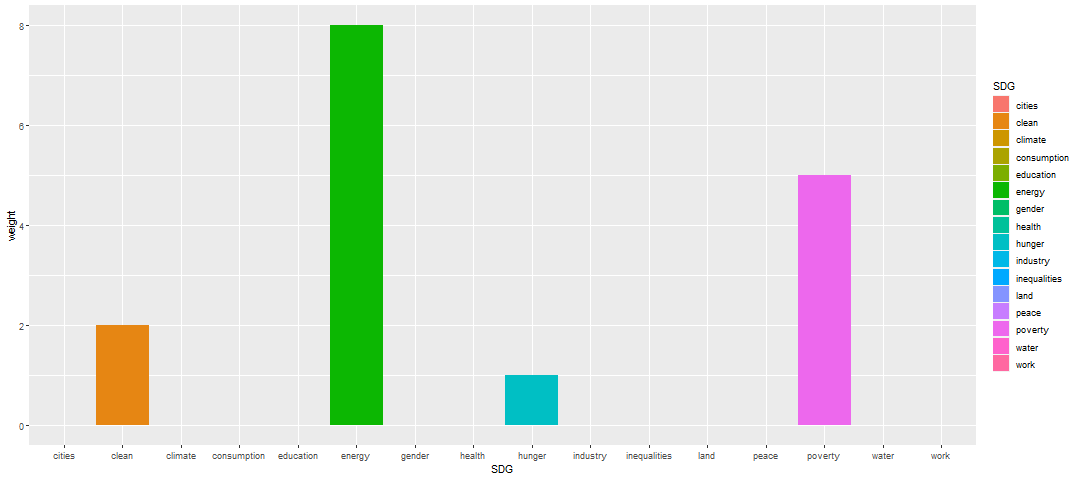 8
6
4
2
0
weight
cities clean climate consumption education energy gender health hunger industry inequalities land peace poverty water work
SDG
SDG
cities
clean
climate
consumption
education
energy
gender
health
hunger
industry
inequalities
land
peace
poverty
water
work